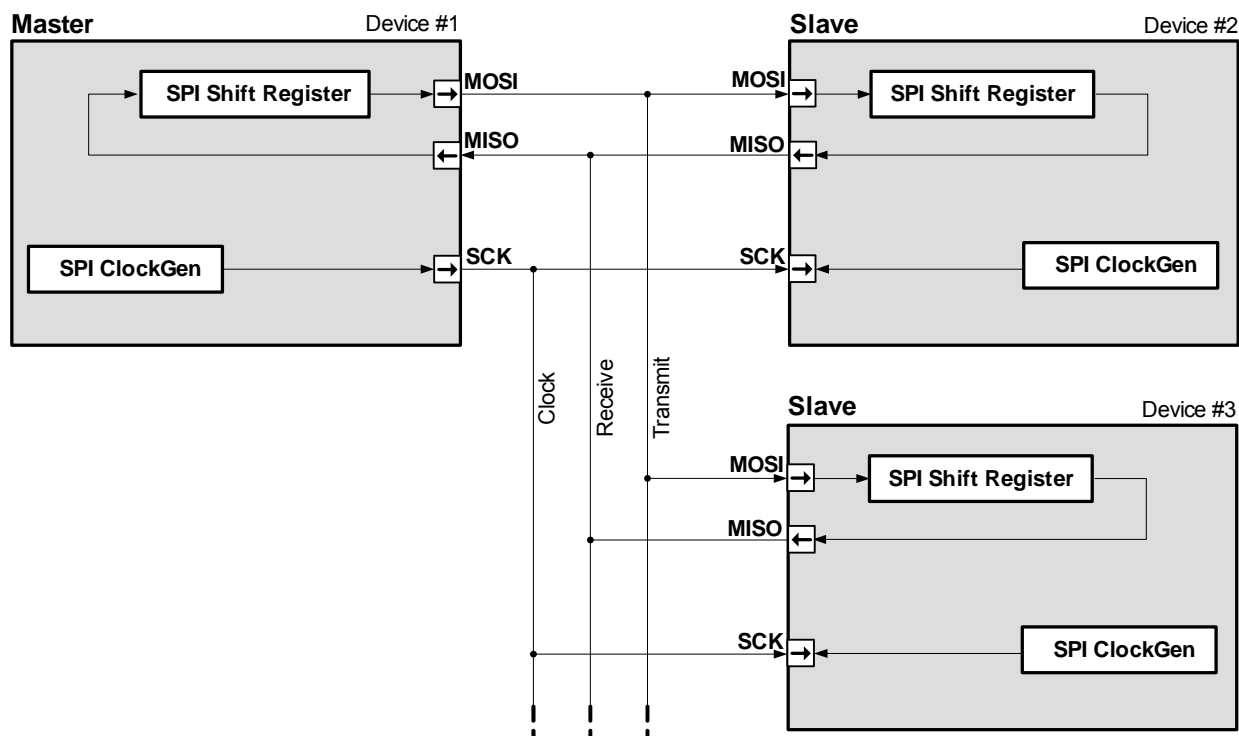 Master Device #1
SPI Shift Register
MOSI
MISO
SPI ClockGen
SCK
Slave Device #2
MOSI
SPI Shift Register
MISO
SCK
SPI ClockGen
Clock
Receive
Transmit
Slave Device #3
MOSI
SPI Shift Register
MISO
SCK
SPI ClockGen